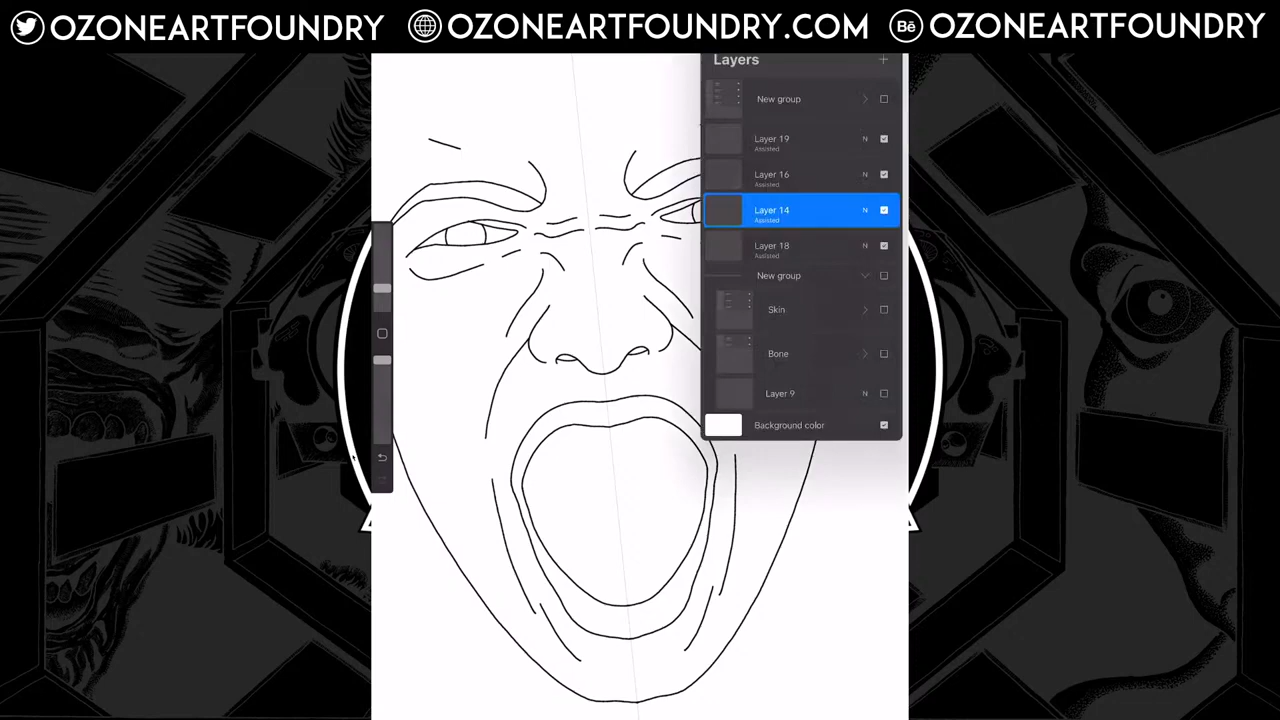 OZONEARTFOUNDRY OZONEARTFOUNDRY.COM Bē OZONEARTFOUNDRY
Layers +
New group
Layer 19 N
Assisted
Layer 16 N
Assisted
Layer 14 N
Assisted
Layer 18 N
Assisted
New group
Skin
Bone
Layer 9 N
Background color